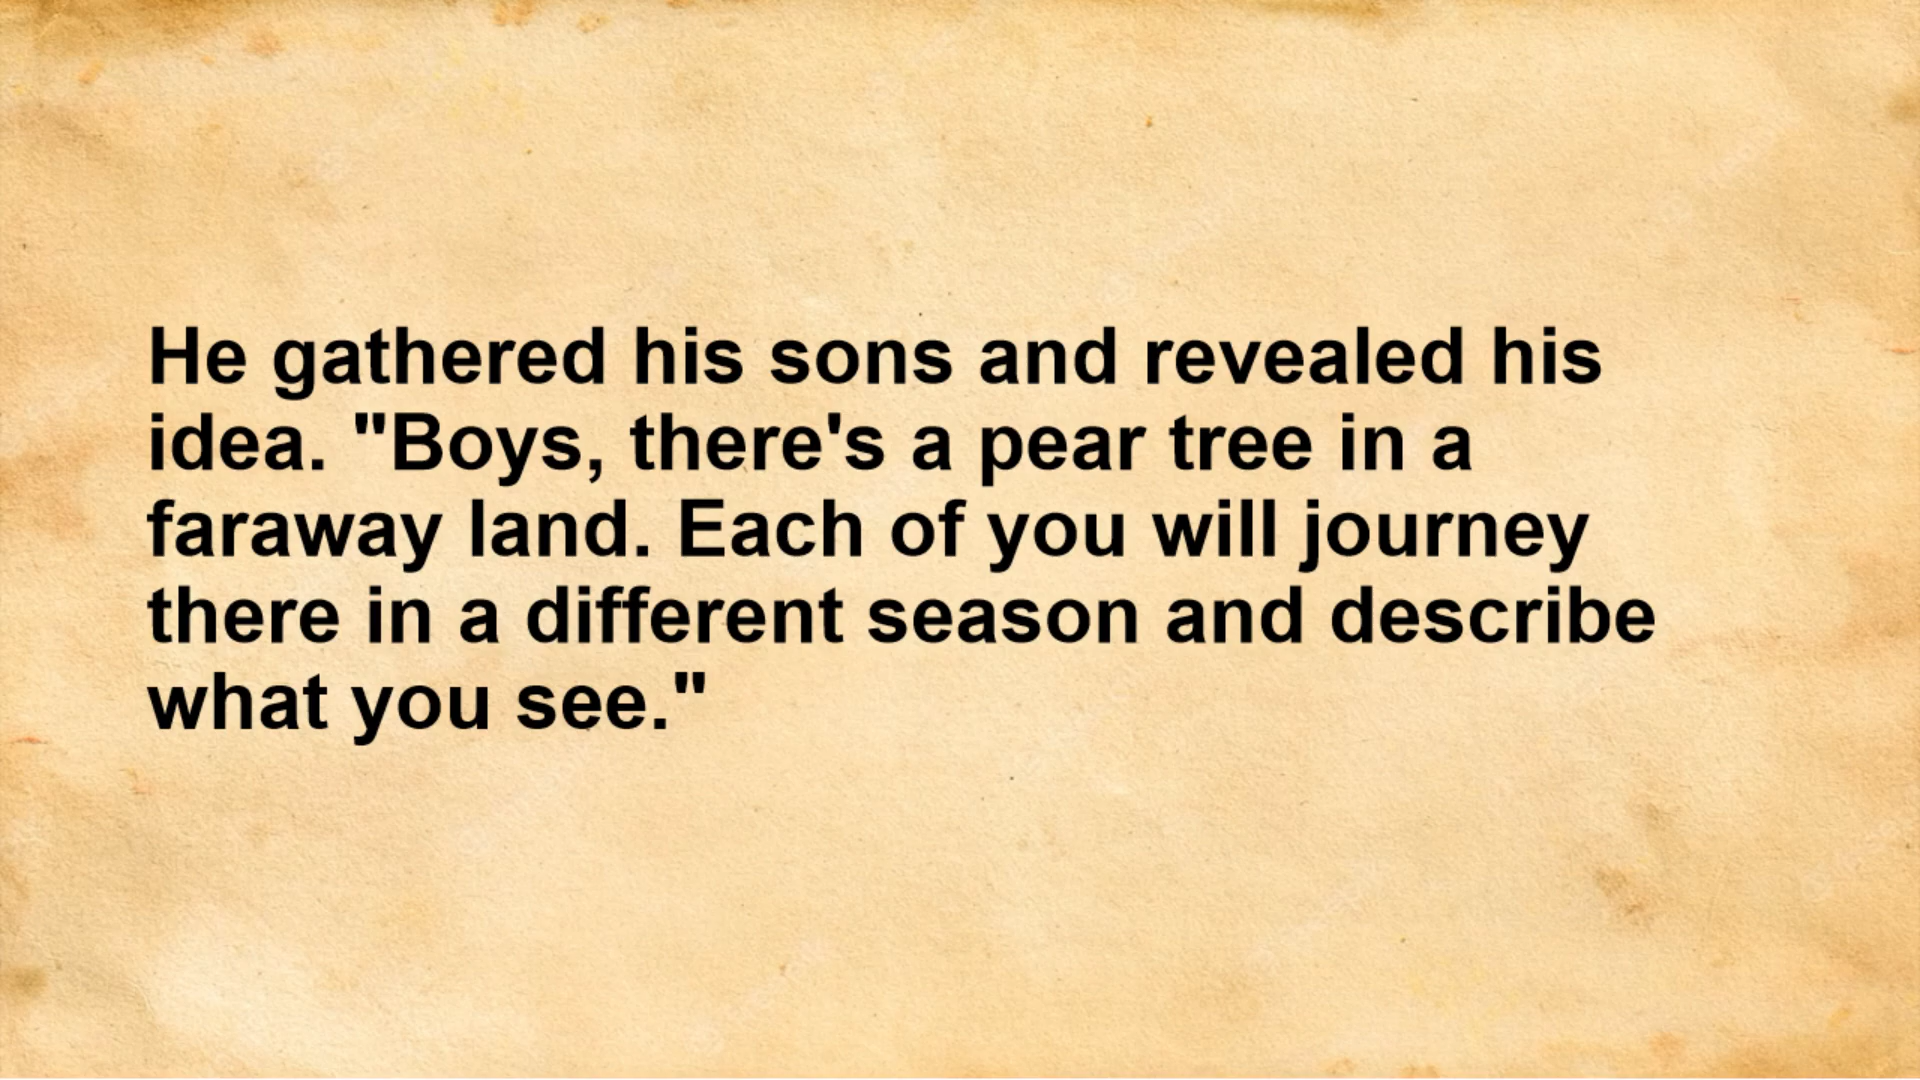 He gathered his sons and revealed his
idea. "Boys, there's a pear tree in a
faraway land. Each of you will journey
there in a different season and describe
what you see."